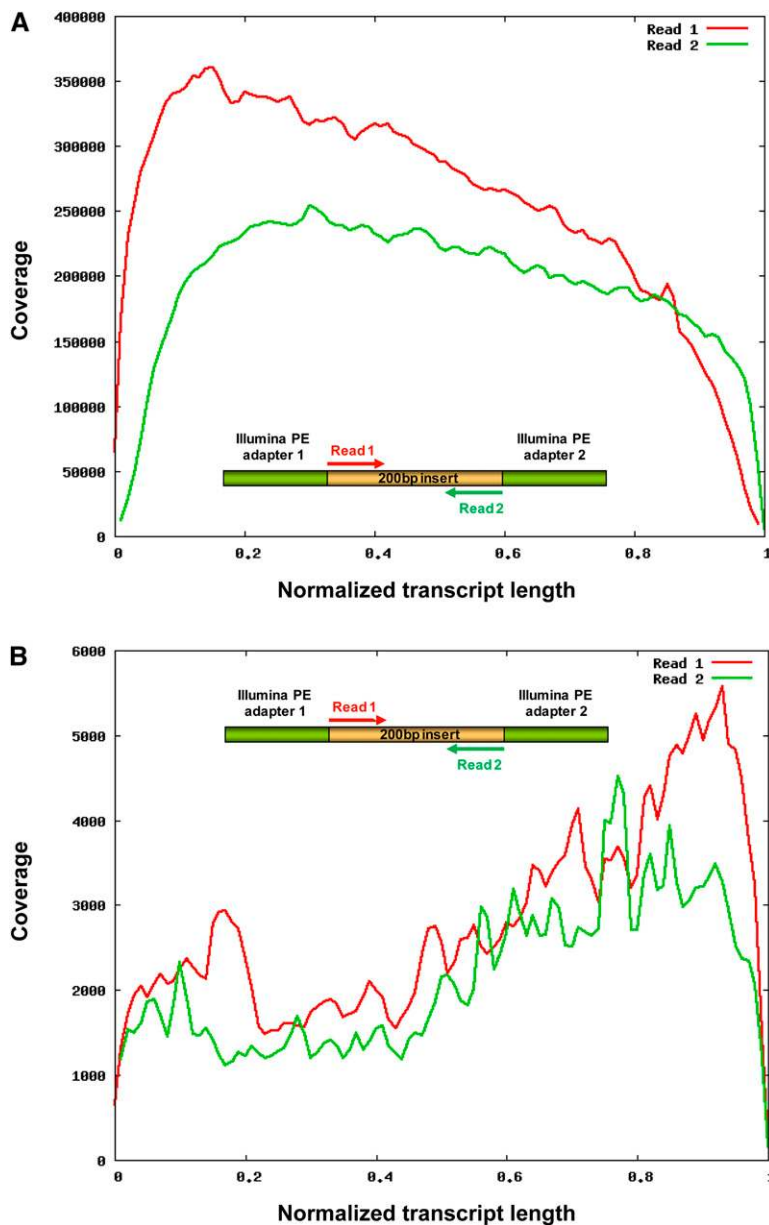 A
400000
350000
300000
250000
200000
150000
100000
50000
0
Coverage
Read 1
Read 2
Illumina PE
adapter 1
Read 1
200bp insert
Read 2
Illumina PE
adapter 2
0
0.2
0.4
0.6
0.8
1
Normalized transcript length
B
6000
5000
4000
3000
2000
1000
0
Coverage
Read 1
Read 2
Illumina PE
adapter 1
Read 1
200bp insert
Read 2
Illumina PE
adapter 2
0
0.2
0.4
0.6
0.8
1
Normalized transcript length